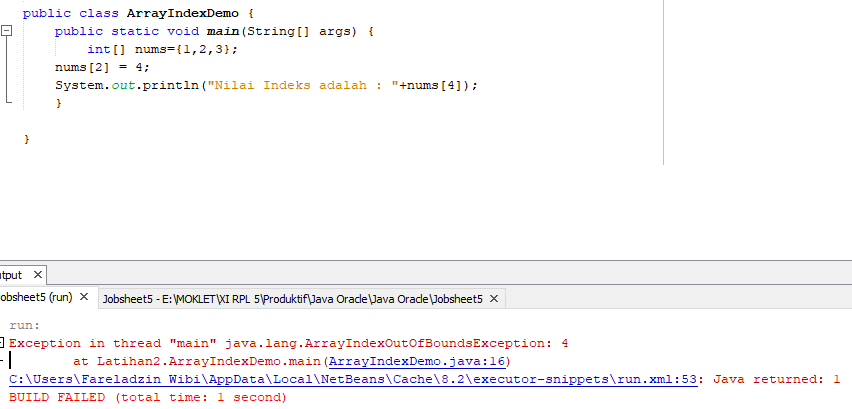 public class ArrayIndexDemo {
public static void main(String[] args) {
int[] nums={1,2,3};
nums[2] = 4;
System.out.println("Nilai Indeks adalah : "+nums[4]);
}
}
utput ×
obsheet5 (run) × Jobsheet5 - E:\MOKLET\XI RPL 5\Produktif\Java Oracle\Java Oracle\Jobsheet5 ×
run:
Exception in thread "main" java.lang.ArrayIndexOutOfBoundsException: 4
at Latihan2.ArrayIndexDemo.main(ArrayIndexDemo.java:16)
C:\Users\Fareladzin Wibi\AppData\Local\NetBeans\Cache\8.2\executor-snippets\run.xml:53: Java returned: 1
BUILD FAILED (total time: 1 second)